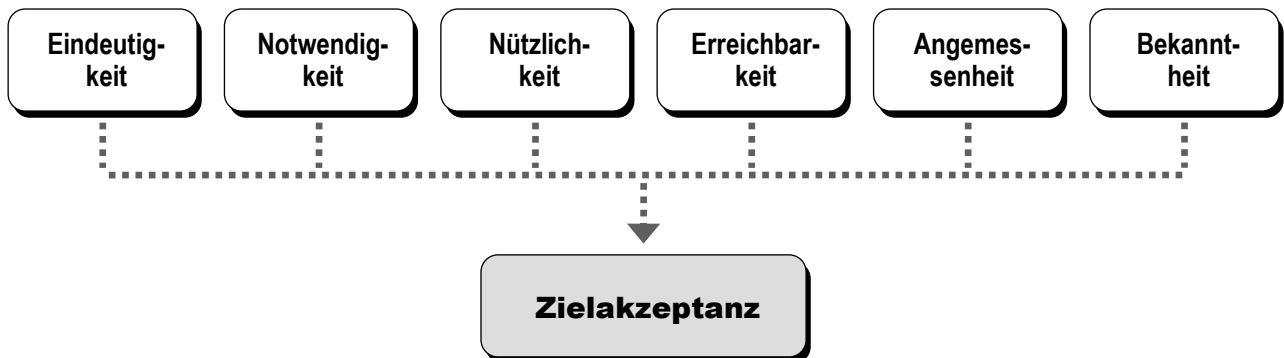 Eindeutig-
keit
Notwendig-
keit
Nützlich-
keit
Erreichbar-
keit
Angemes-
senheit
Bekannt-
heit
Zielakzeptanz